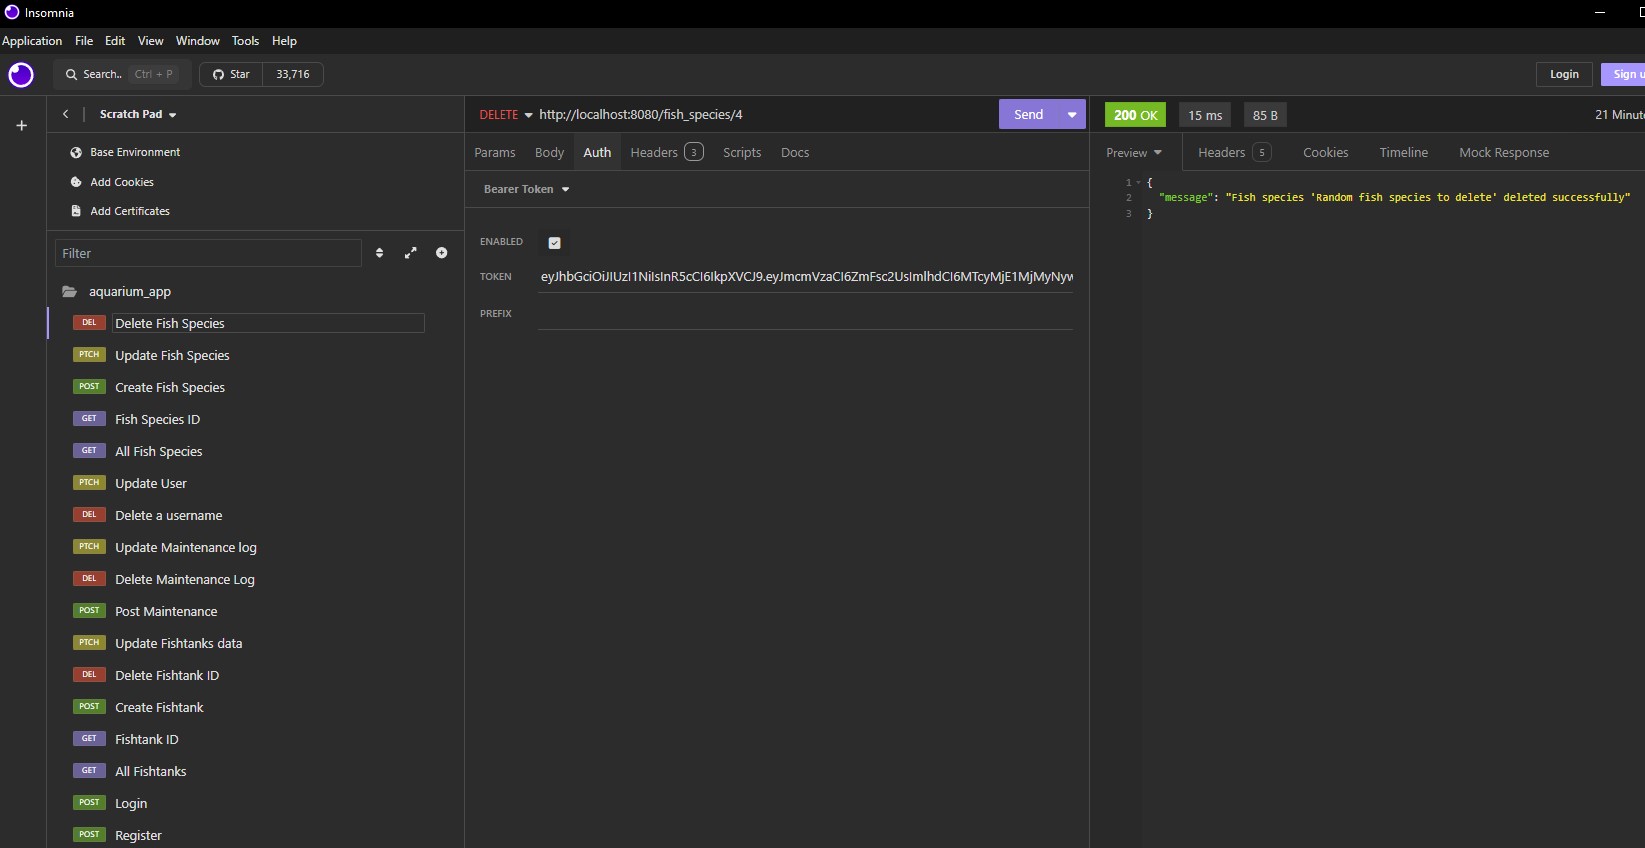 Insomnia
Application File Edit View Window Tools Help
Search.. Ctrl + P Star 33,716 Login
Scratch Pad
Base Environment
Add Cookies
Add Certificates
Filter
aquarium_app
DEL Delete Fish Species
PTCH Update Fish Species
POST Create Fish Species
GET Fish Species ID
GET All Fish Species
PTCH Update User
DEL Delete a username
PTCH Update Maintenance log
DEL Delete Maintenance Log
POST Post Maintenance
PTCH Update Fishtanks data
DEL Delete Fishtank ID
POST Create Fishtank
GET Fishtank ID
GET All Fishtanks
POST Login
POST Register
DELETE http://localhost:8080/fish_species/4 Send
Params Body Auth Headers 3 Scripts Docs
Bearer Token
ENABLED
TOKEN
PREFIX
200 OK 15 ms 85 B 21 Minut
Preview Headers 5 Cookies Timeline Mock Response
1 {
2 "message": "Fish species 'Random fish species to delete' deleted successfully"
3 }